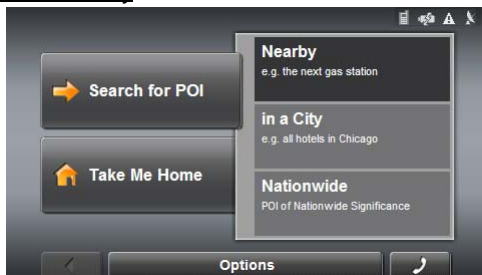 Search for POI
Nearby
e.g. the next gas station
in a City
e.g. all hotels in Chicago
Take Me Home
Nationwide
POI of Nationwide Significance
Options